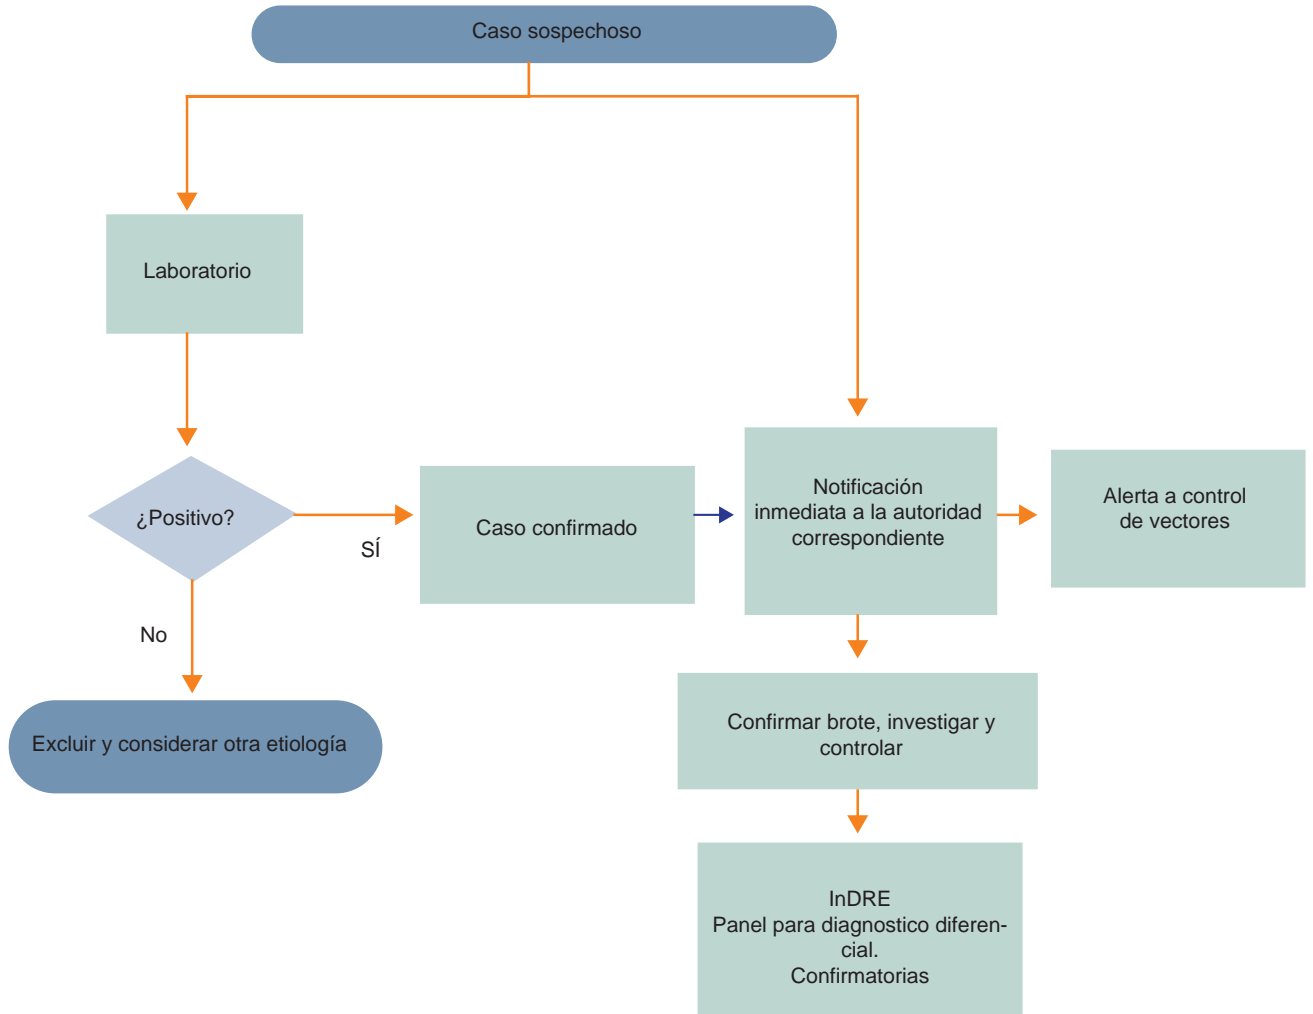 Caso sospechoso
Laboratorio
¿Positivo?
SÍ
No
Caso confirmado
Notificación
inmediata a la autoridad
correspondiente
Alerta a control
de vectores
Excluir y considerar otra etiología
Confirmar brote, investigar y
controlar
InDRE
Panel para diagnostico diferen-
cial.
Confirmatorias